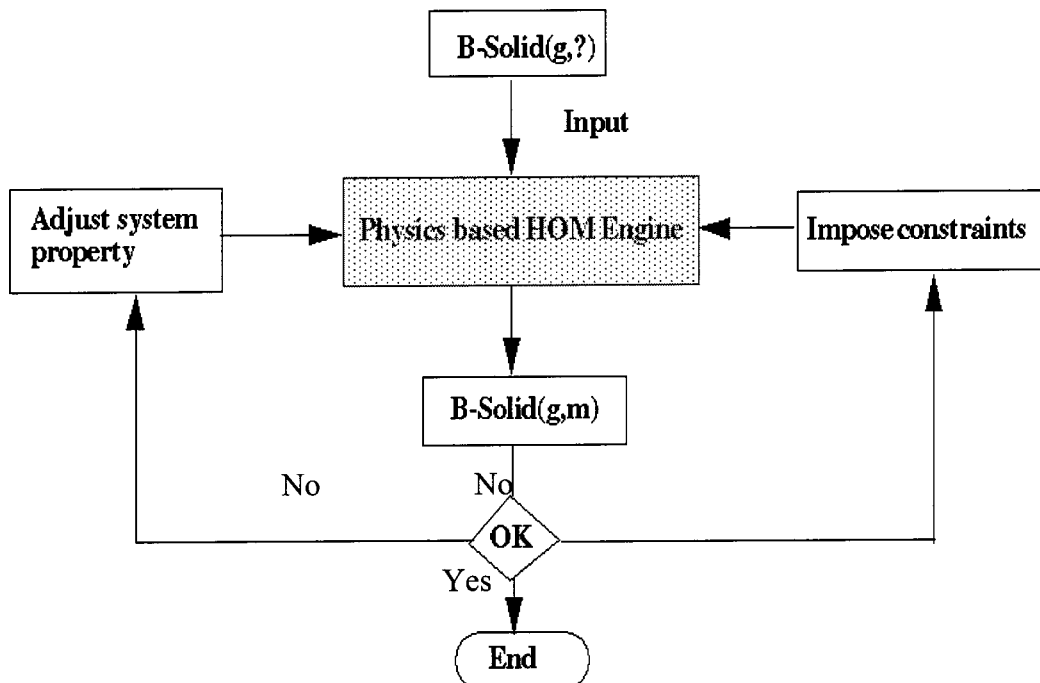 B-Solid(g,?)
Input
Adjust system
property
Physics based HOM Engine
Impose constraints
B-Solid(g,m)
No
No
OK
Yes
End